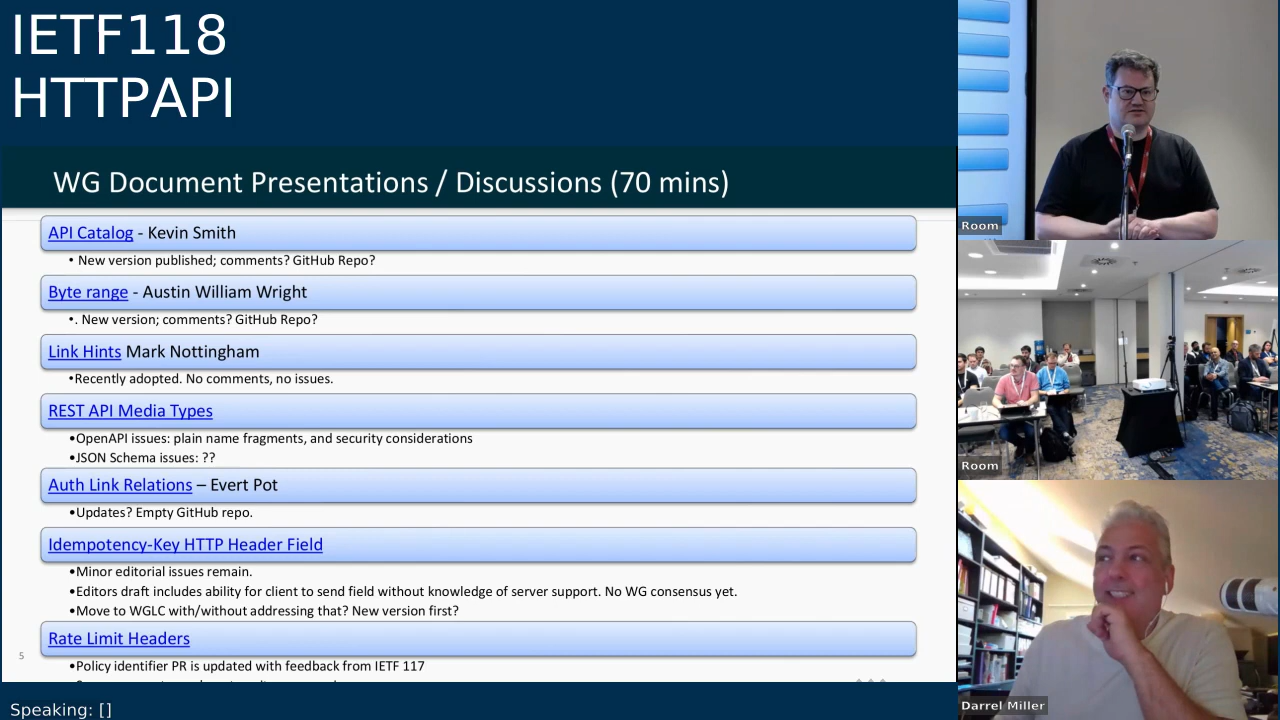 IETF118
HTTPAPI
WG Document Presentations / Discussions (70 mins)
API Catalog - Kevin Smith
• New version published; comments? GitHub Repo?
Byte range - Austin William Wright
•. New version; comments? GitHub Repo?
Link Hints Mark Nottingham
•Recently adopted. No comments, no issues.
REST API Media Types
•OpenAPI issues: plain name fragments, and security considerations
•JSON Schema issues: ??
Auth Link Relations – Evert Pot
•Updates? Empty GitHub repo.
Idempotency-Key HTTP Header Field
•Minor editorial issues remain.
•Editors draft includes ability for client to send field without knowledge of server support. No WG consensus yet.
•Move to WGLC with/without addressing that? New version first?
Rate Limit Headers
5
•Policy identifier PR is updated with feedback from IETF 117
Speaking: []
Room
Room
Darrel Miller